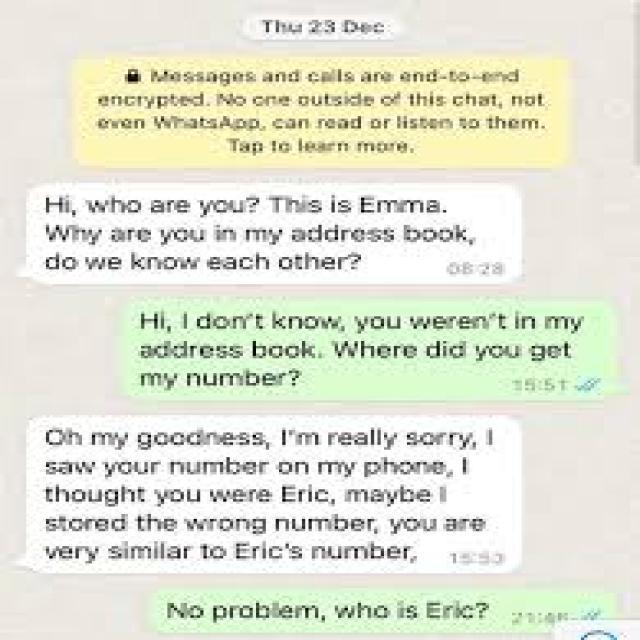 Thu 23 Dec
Messages and calls are end-to-end
encrypted. No one outside of this chat, not
even WhatsApp, can read or listen to them.
Tap to learn more.
Hi, who are you? This is Emma.
Why are you in my address book,
do we know each other?
08:28
Hi, I don't know, you weren't in my
address book. Where did you get
my number?
15:51
Oh my goodness, I'm really sorry, I
saw your number on my phone, I
thought you were Eric, maybe I
stored the wrong number, you are
very similar to Eric's number,
15:53
No problem, who is Eric?